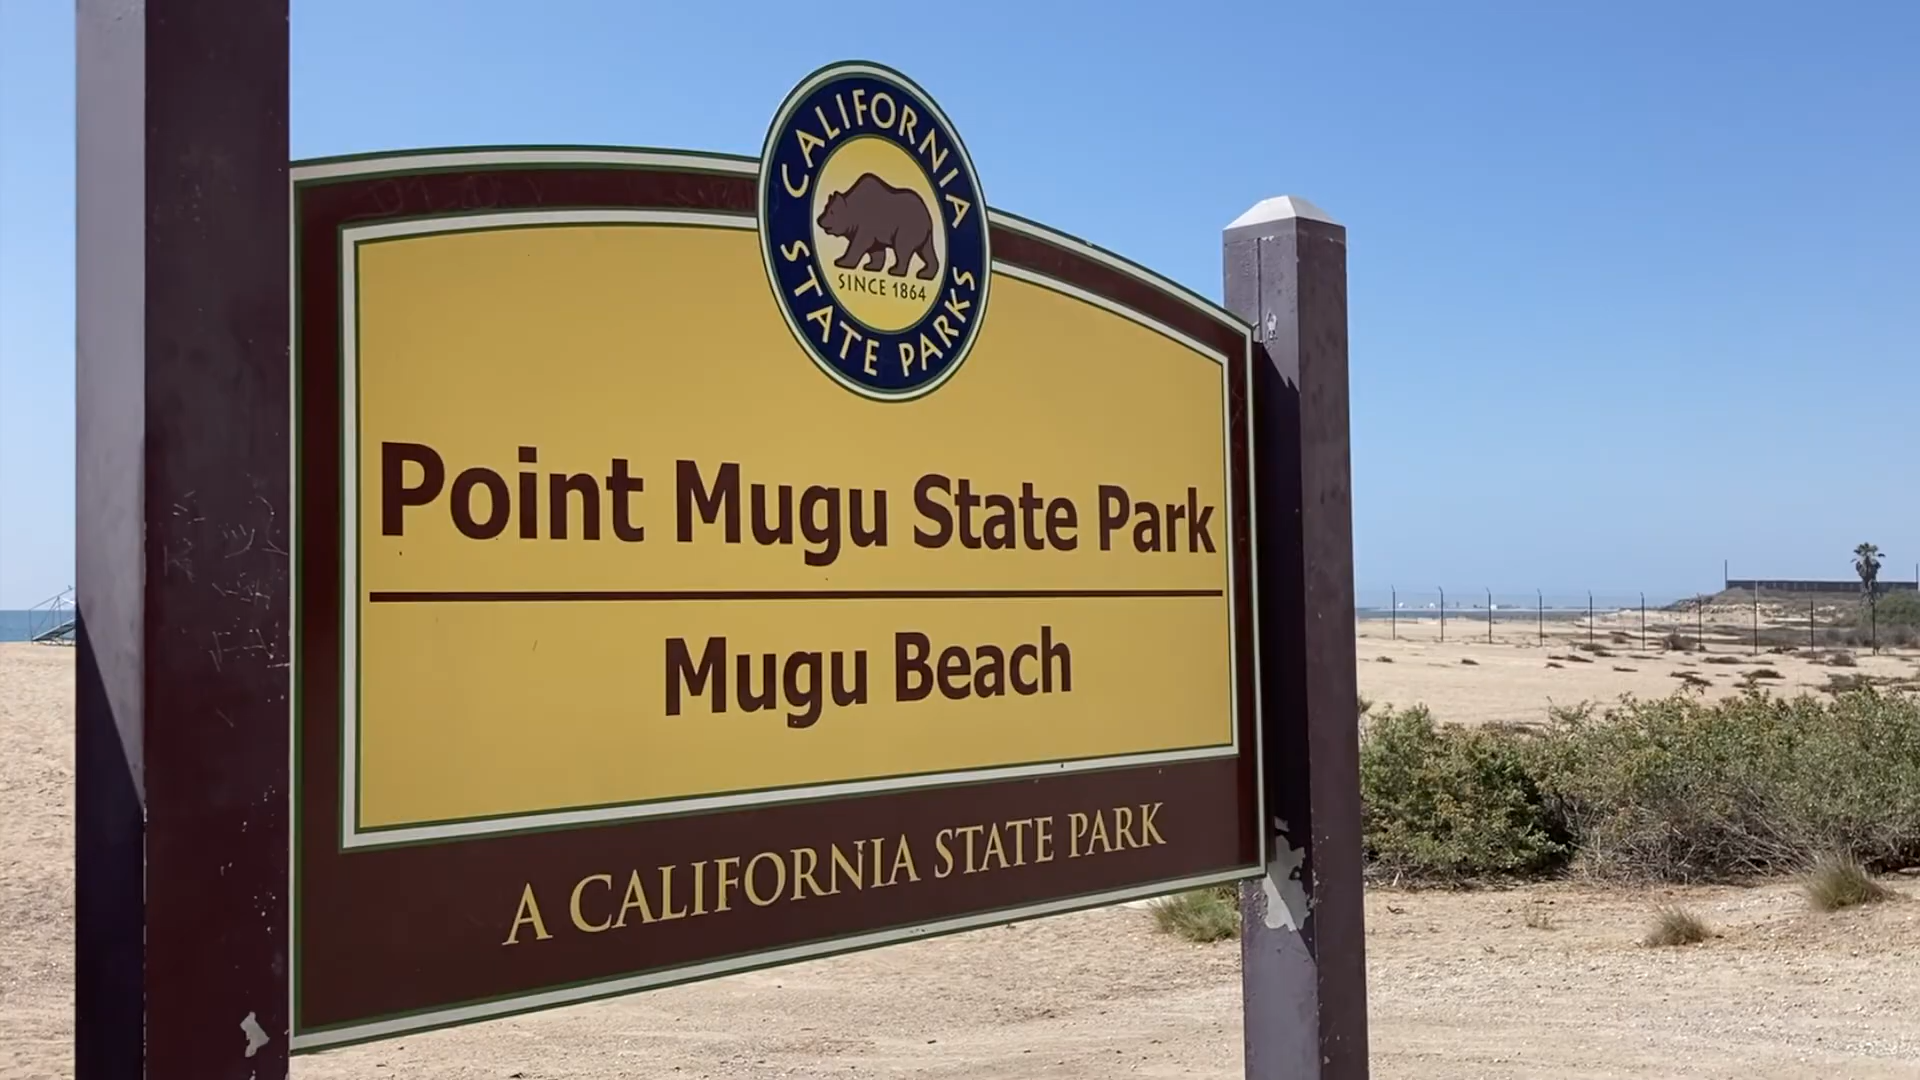 CALIFORNIA
STATE PARKS
SINCE 1864
Point Mugu State Park
Mugu Beach
A CALIFORNIA STATE PARK